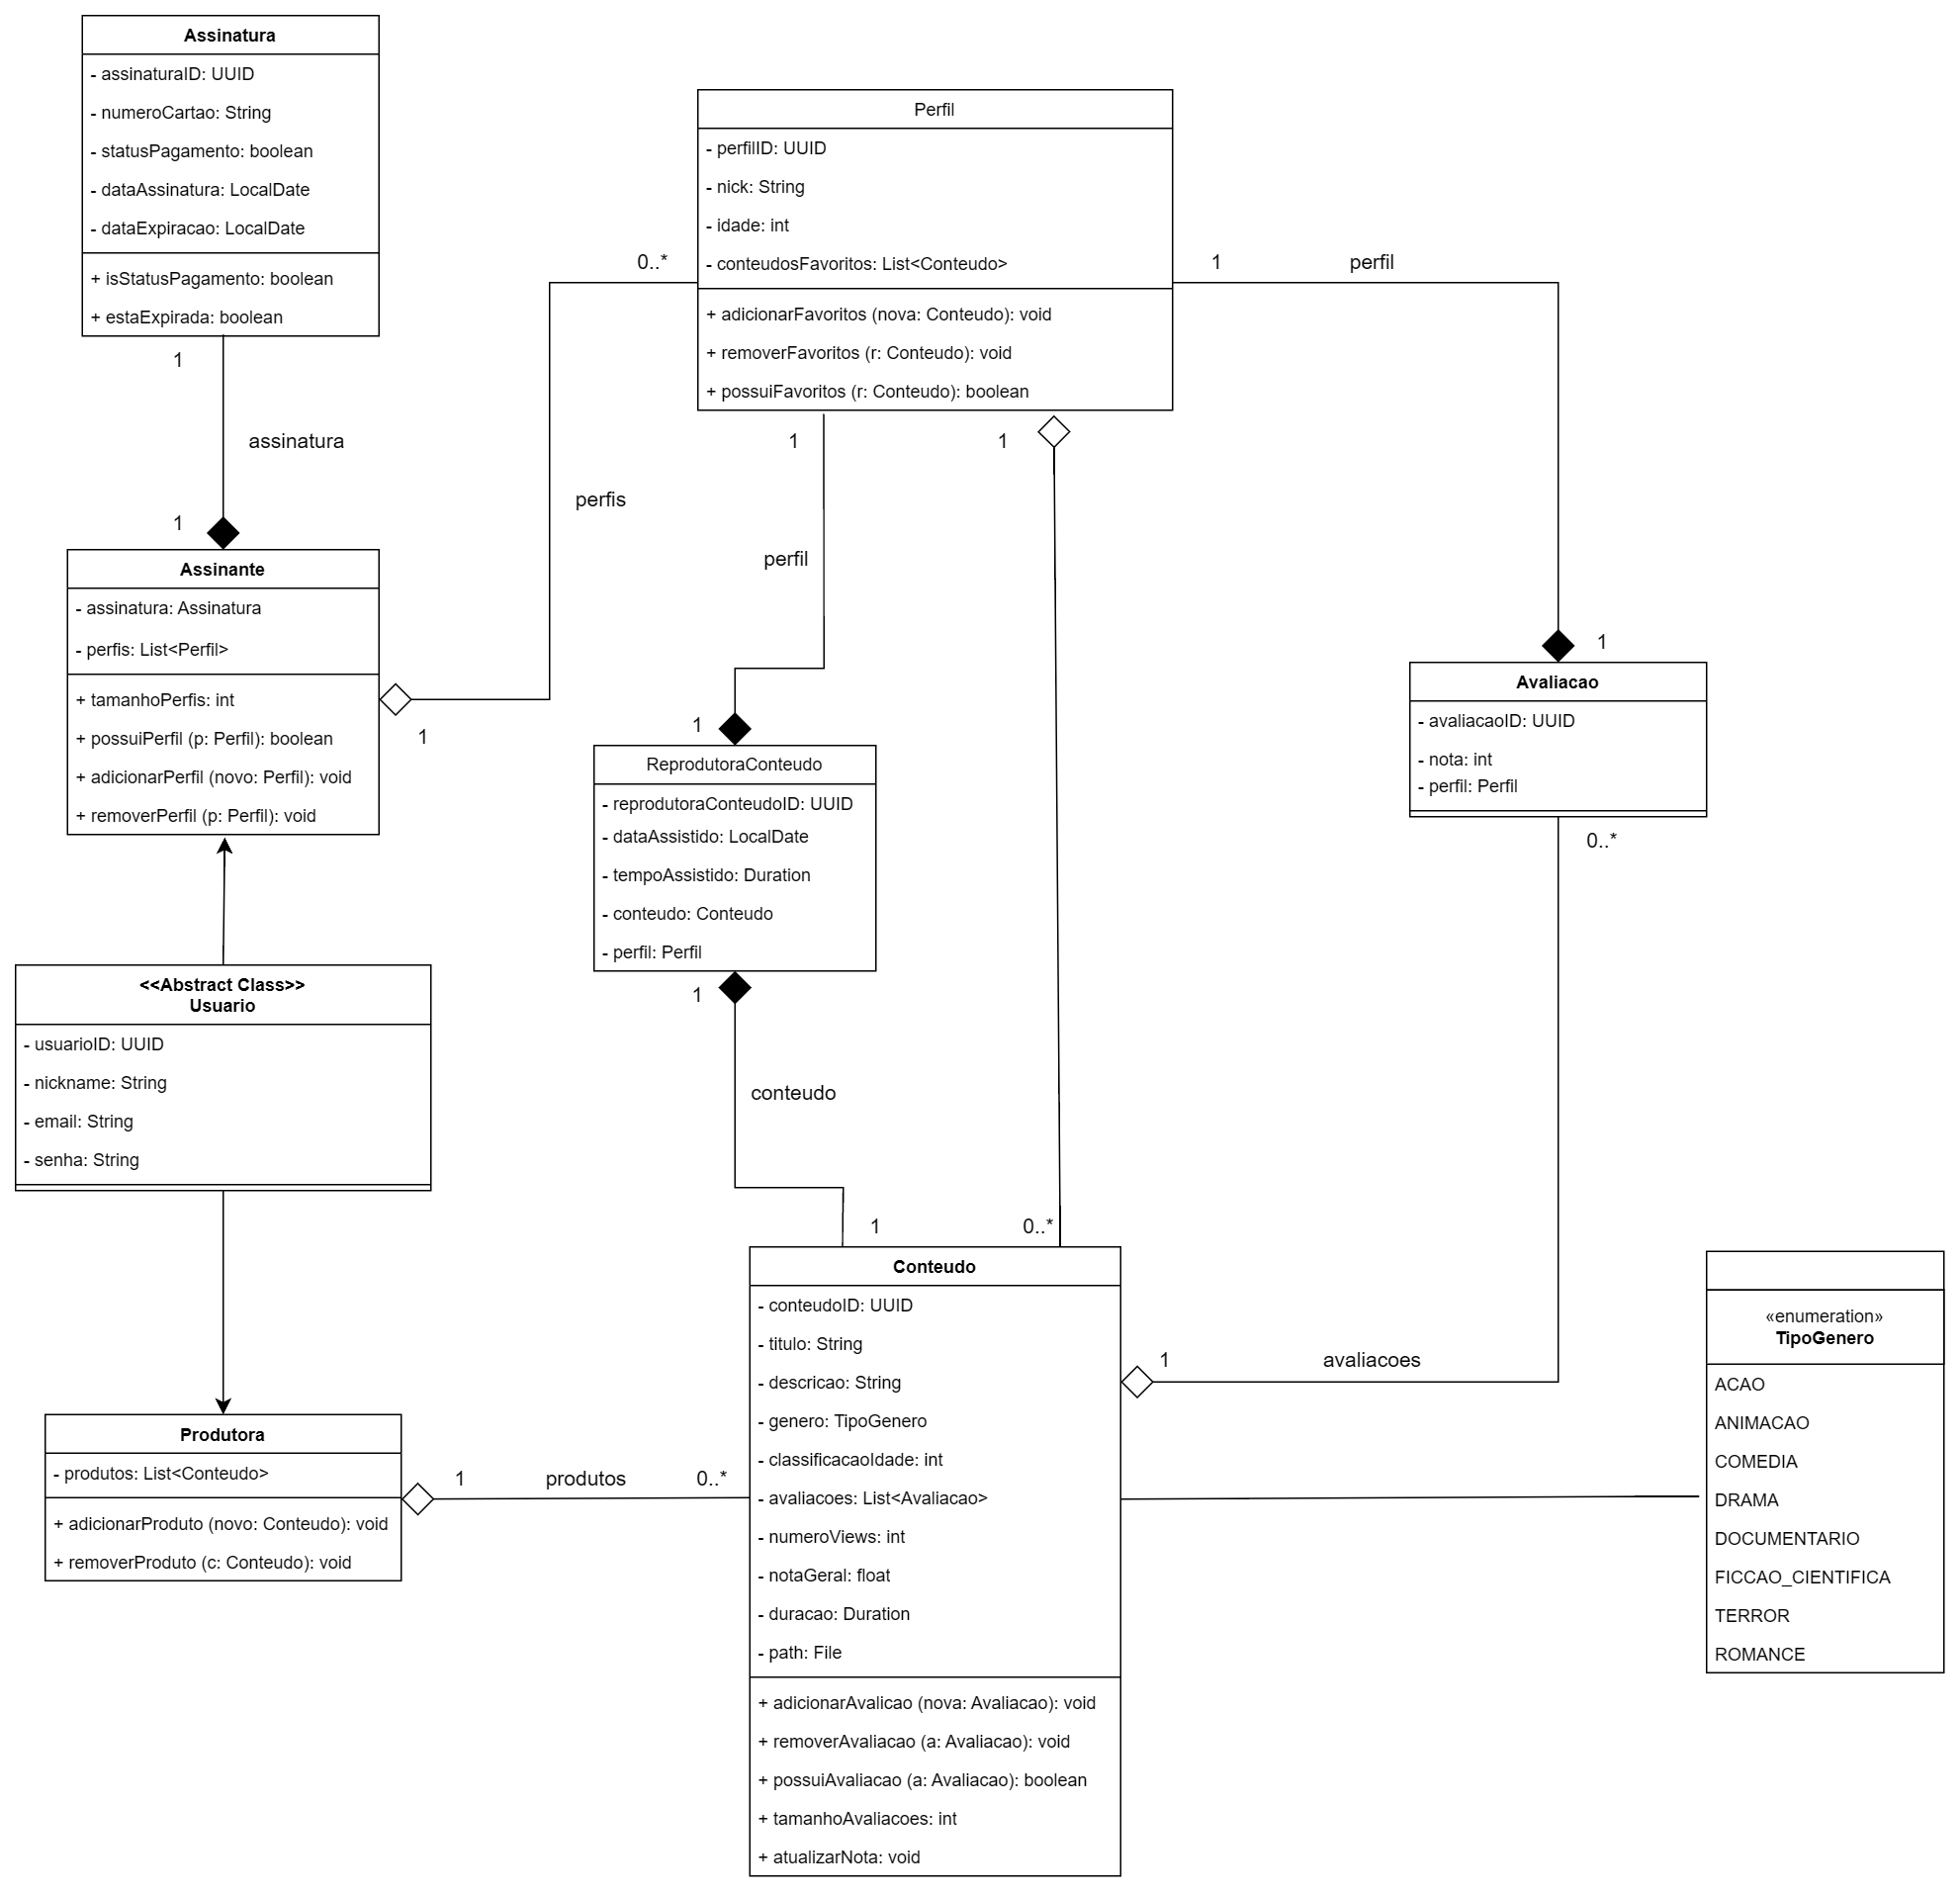 Assinatura
- assinaturaID: UUID
- numeroCartao: String
- statusPagamento: boolean
- dataAssinatura: LocalDate
- dataExpiracao: LocalDate
+ isStatusPagamento: boolean
+ estaExpirada: boolean
1
assinatura
1
Assinante
- assinatura: Assinatura
- perfis: List<Perfil>
+ tamanhoPerfis: int
+ possuiPerfil (p: Perfil): boolean
+ adicionarPerfil (novo: Perfil): void
+ removerPerfil (p: Perfil): void
1
perfis
0..*
Perfil
- perfilID: UUID
- nick: String
- idade: int
- conteudosFavoritos: List<Conteudo>
+ adicionarFavoritos (nova: Conteudo): void
+ removerFavoritos (r: Conteudo): void
+ possuiFavoritos (r: Conteudo): boolean
1
perfil
1
1
perfil
1
1
Avaliacao
- avaliacaoID: UUID
- nota: int
- perfil: Perfil
0..*
ReprodutoraConteudo
- reprodutoraConteudoID: UUID
- dataAssistido: LocalDate
- tempoAssistido: Duration
- conteudo: Conteudo
- perfil: Perfil
1
conteudo
1
0..*
<<Abstract Class>>
Usuario
- usuarioID: UUID
- nickname: String
- email: String
- senha: String
Produtora
- produtos: List<Conteudo>
+ adicionarProduto (novo: Conteudo): void
+ removerProduto (c: Conteudo): void
1
produtos
0..*
Conteudo
- conteudoID: UUID
- titulo: String
- descricao: String
- genero: TipoGenero
- classificacaoIdade: int
- avaliacoes: List<Avaliacao>
- numeroViews: int
- notaGeral: float
- duracao: Duration
- path: File
+ adicionarAvalicao (nova: Avaliacao): void
+ removerAvaliacao (a: Avaliacao): void
+ possuiAvaliacao (a: Avaliacao): boolean
+ tamanhoAvaliacoes: int
+ atualizarNota: void
1
avaliacoes
«enumeration»
TipoGenero
ACAO
ANIMACAO
COMEDIA
DRAMA
DOCUMENTARIO
FICCAO_CIENTIFICA
TERROR
ROMANCE